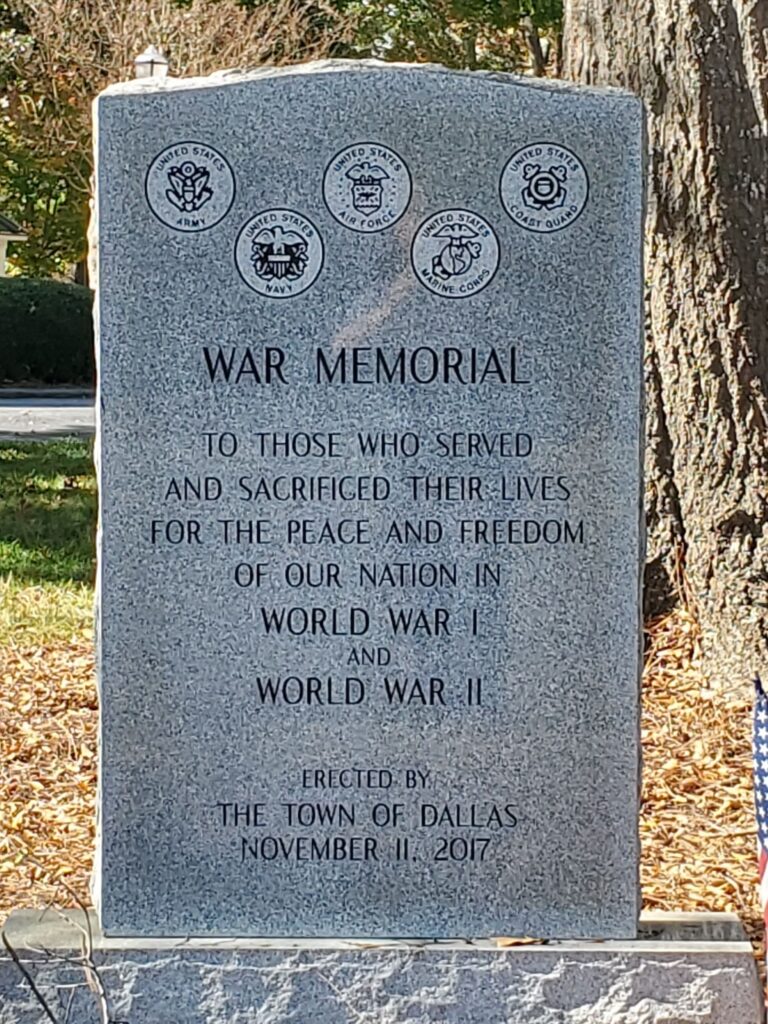 UNITED STATES
ARMY
UNITED STATES
AIR FORCE
UNITED STATES
COAST GUARD
UNITED STATES
NAVY
UNITED STATES
MARINE CORPS
WAR MEMORIAL
TO THOSE WHO SERVED
AND SACRIFICED THEIR LIVES
FOR THE PEACE AND FREEDOM
OF OUR NATION IN
WORLD WAR I
AND
WORLD WAR II
ERECTED BY
THE TOWN OF DALLAS
NOVEMBER 11, 2017